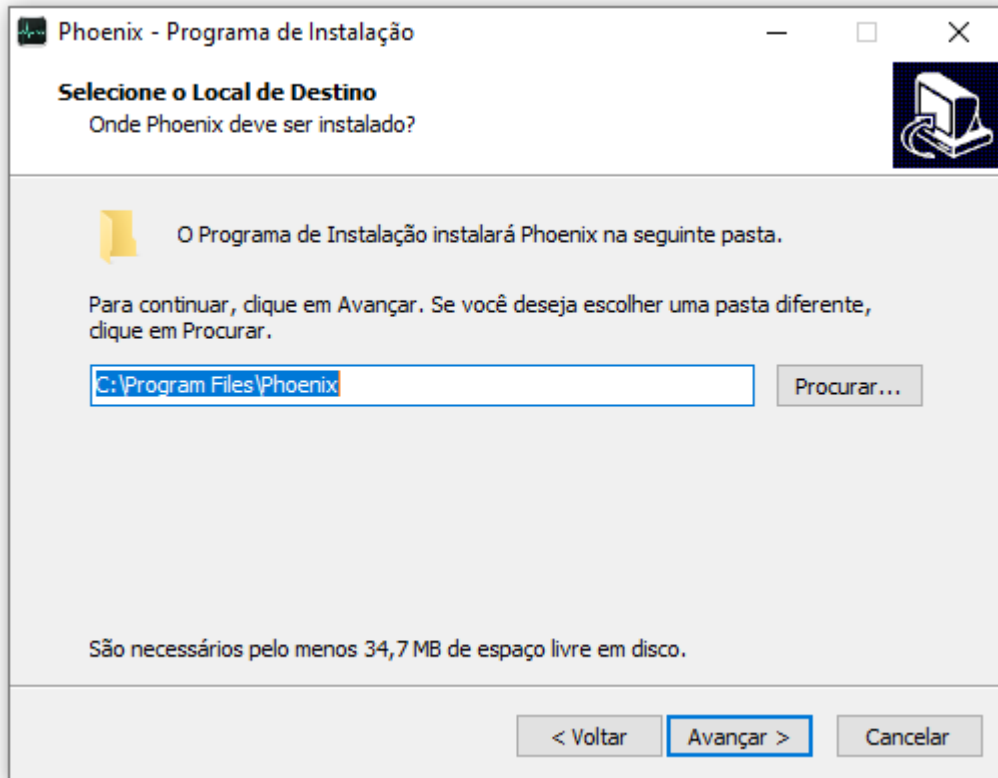 Phoenix - Programa de Instalação
Selecione o Local de Destino
Onde Phoenix deve ser instalado?
O Programa de Instalação instalará Phoenix na seguinte pasta.
Para continuar, clique em Avançar. Se você deseja escolher uma pasta diferente,
clique em Procurar.
C:\Program Files\Phoenix
Procurar...
São necessários pelo menos 34,7 MB de espaço livre em disco.
< Voltar
Avançar >
Cancelar